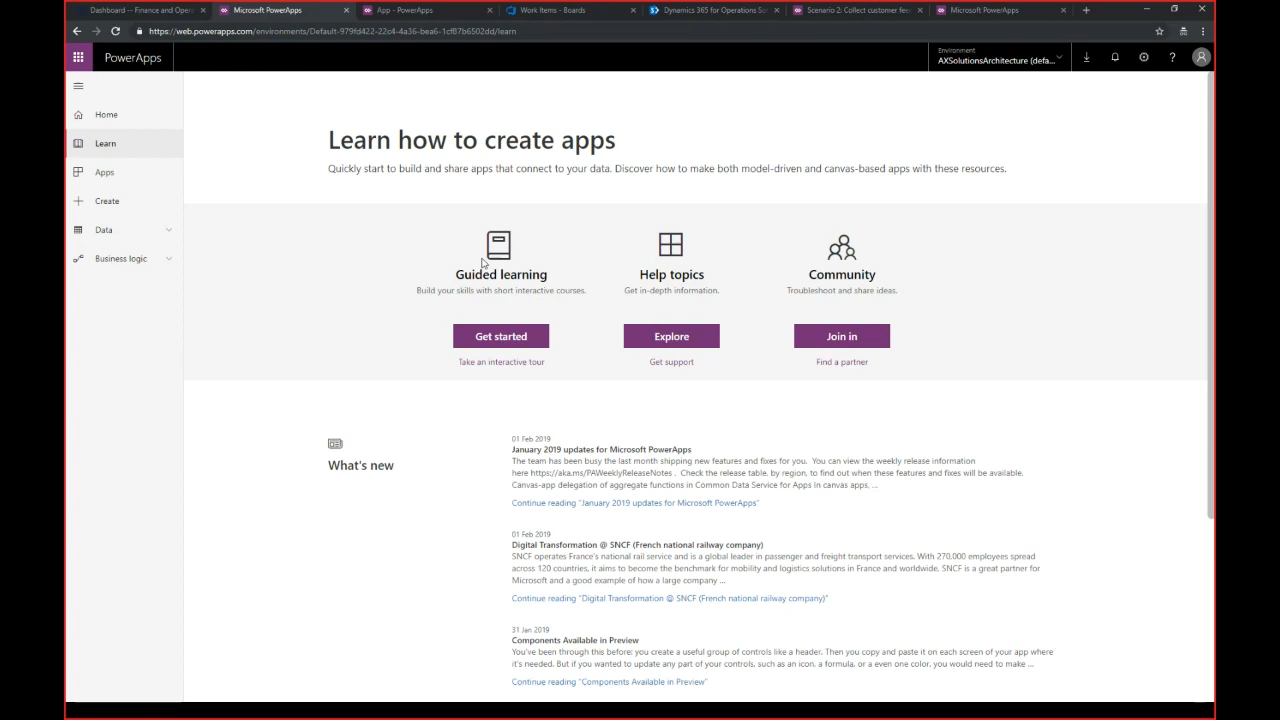 Dashboard -- Finance and Opera
Microsoft PowerApps
App - PowerApps
Work Items - Boards
Dynamics 365 for Operations So
Scenario 2: Collect customer fee
Microsoft PowerApps
https://web.powerapps.com/environments/Default-979fd422-22c4-4a36-bea6-1cf87b6502dd/learn
PowerApps
Environment
AXSolutionsArchitecture (defa...
Home
Learn
Apps
Create
Data
Business logic
Learn how to create apps
Quickly start to build and share apps that connect to your data. Discover how to make both model-driven and canvas-based apps with these resources.
Guided learning
Build your skills with short interactive courses.
Get started
Take an interactive tour
Help topics
Get in-depth information.
Explore
Get support
Community
Troubleshoot and share ideas.
Join in
Find a partner
What's new
01 Feb 2019
January 2019 updates for Microsoft PowerApps
The team has been busy the last month shipping new features and fixes for you. You can view the weekly release information
here https://aka.ms/PAWeeklyReleaseNotes . Check the release table, by region, to find out when these features and fixes will be available.
Canvas-app delegation of aggregate functions in Common Data Service for Apps In canvas apps, ...
Continue reading "January 2019 updates for Microsoft PowerApps"
01 Feb 2019
Digital Transformation @ SNCF (French national railway company)
SNCF operates France's national rail service and is a global leader in passenger and freight transport services. With 270,000 employees spread
across 120 countries, it aims to become the benchmark for mobility and logistics solutions in France and worldwide. SNCF is a great partner for
Microsoft and a good example of how a large company ...
Continue reading "Digital Transformation @ SNCF (French national railway company)"
31 Jan 2019
Components Available in Preview
You've been through this before: you create a useful group of controls like a header. Then you copy and paste it on each screen of your app where
it's needed. But if you wanted to update any part of your controls, such as an icon, a formula, or a even one color, you would need to make ...
Continue reading "Components Available in Preview"